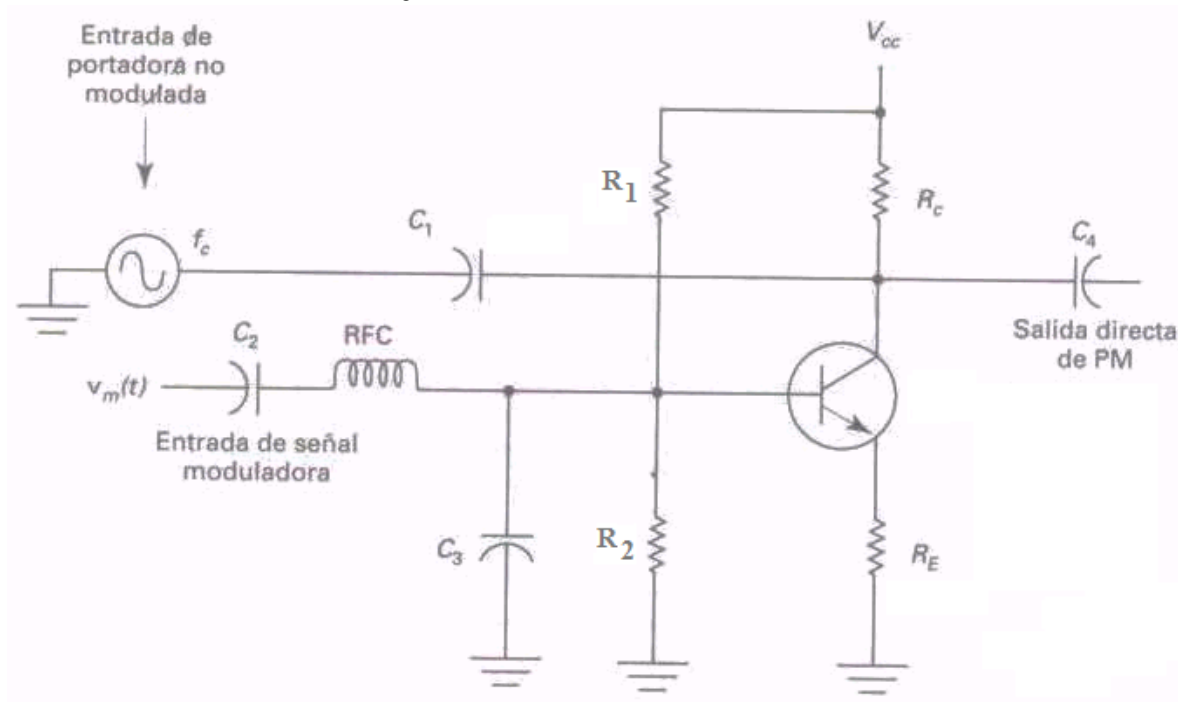 Entrada de
portadora no
modulada
V_cc
R_1
R_c
C_1
f_c
C_4
Salida directa
de PM
C_2
RFC
v_m(t)
Entrada de señal
moduladora
C_3
R_2
R_E